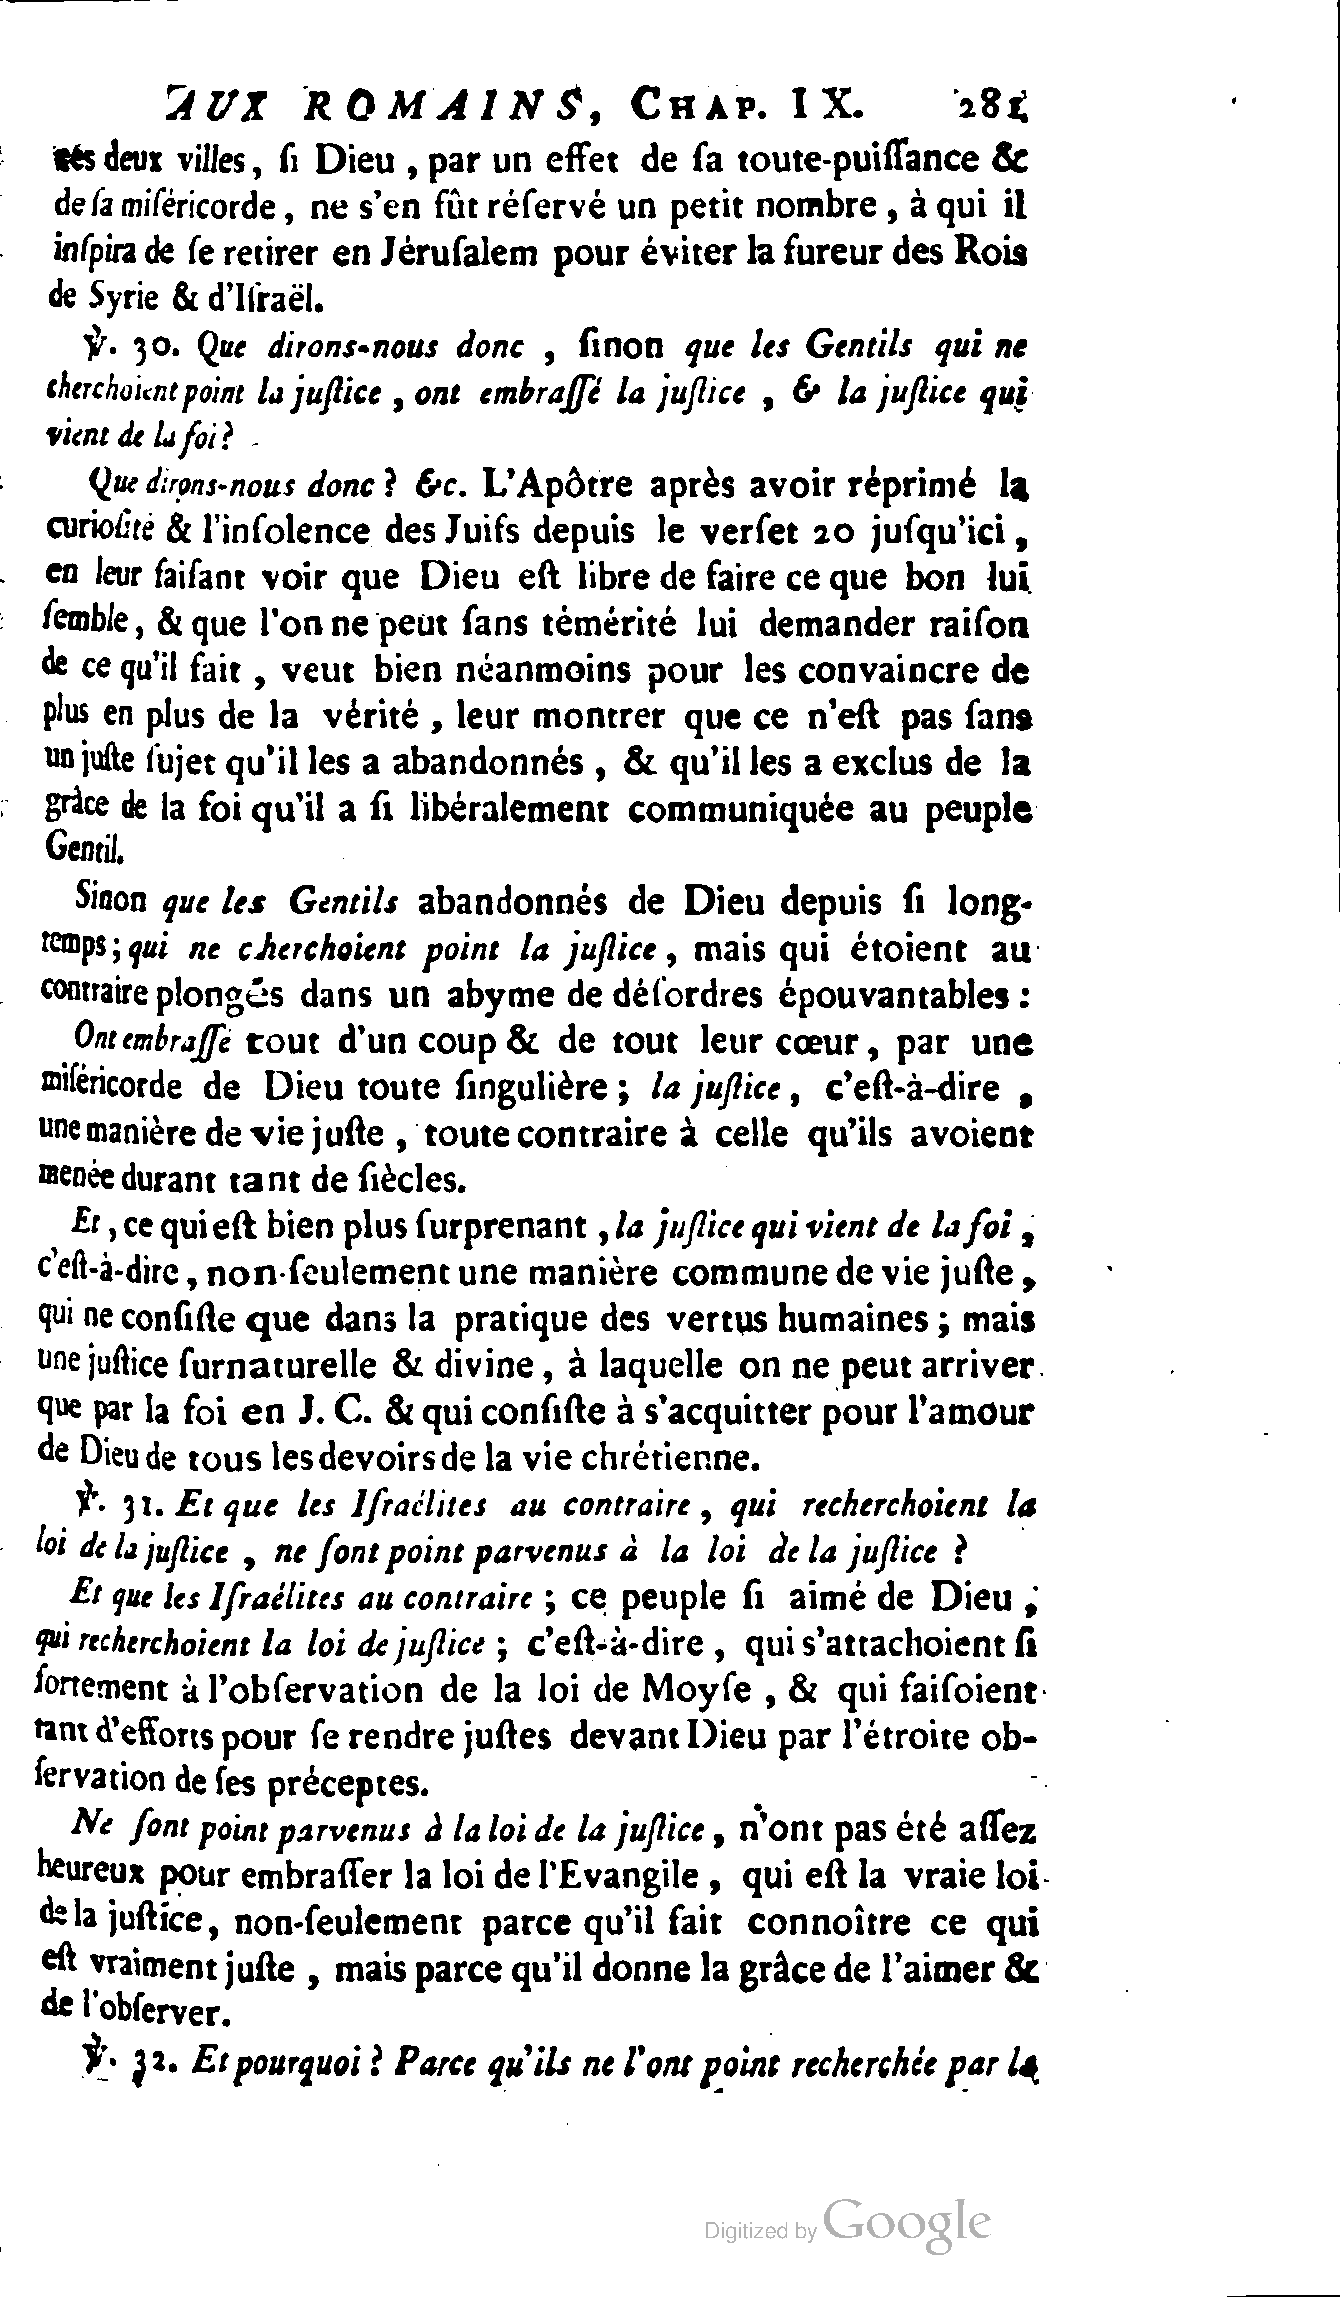 AUX ROMAINS, CHAP. IX. 281
ces deux villes, ſi Dieu, par un effet de ſa toute-puiſſance &
de ſa miſéricorde, ne s'en fût réſervé un petit nombre, à qui il
inſpira de ſe retirer en Jéruſalem pour éviter la fureur des Rois
de Syrie & d'Iſraël.
℣. 30. Que dirons-nous donc, ſinon que les Gentils qui ne
cherchoient point la juſtice, ont embraſſé la juſtice, & la juſtice qui
vient de la foi?
Que dirons-nous donc? &c. L'Apôtre après avoir réprimé la
curioſité & l'inſolence des Juifs depuis le verſet 20 juſqu'ici,
en leur faiſant voir que Dieu eſt libre de faire ce que bon lui
ſemble, & que l'on ne peut ſans témérité lui demander raiſon
de ce qu'il fait, veut bien néanmoins pour les convaincre de
plus en plus de la vérité, leur montrer que ce n'eſt pas ſans
un juſte ſujet qu'il les a abandonnés, & qu'il les a exclus de la
grâce de la foi qu'il a ſi libéralement communiquée au peuple
Gentil.
Sinon que les Gentils abandonnés de Dieu depuis ſi long-
temps; qui ne cherchoient point la juſtice, mais qui étoient au
contraire plongés dans un abyme de déſordres épouvantables:
Ont embraſſé tout d'un coup & de tout leur cœur, par une
miſéricorde de Dieu toute ſingulière; la juſtice, c'eſt-à-dire,
une manière de vie juſte, toute contraire à celle qu'ils avoient
menée durant tant de ſiècles.
Et, ce qui eſt bien plus ſurprenant, la juſtice qui vient de la foi,
c'eſt-à-dire, non-ſeulement une manière commune de vie juſte,
qui ne conſiſte que dans la pratique des vertus humaines; mais
une juſtice ſurnaturelle & divine, à laquelle on ne peut arriver
que par la foi en J. C. & qui conſiſte à s'acquitter pour l'amour
de Dieu de tous les devoirs de la vie chrétienne.
℣. 31. Et que les Iſraélites au contraire, qui recherchoient la
loi de la juſtice, ne ſont point parvenus à la loi de la juſtice?
Et que les Iſraélites au contraire; ce peuple ſi aimé de Dieu;
qui recherchoient la loi de juſtice; c'eſt-à-dire, qui s'attachoient ſi
fortement à l'obſervation de la loi de Moyſe, & qui faiſoient
tant d'efforts pour ſe rendre juſtes devant Dieu par l'étroite ob-
ſervation de ſes préceptes.
Ne ſont point parvenus à la loi de la juſtice, n'ont pas été aſſez
heureux pour embraſſer la loi de l'Evangile, qui eſt la vraie loi
de la juſtice, non-ſeulement parce qu'il fait connoître ce qui
eſt vraiment juſte, mais parce qu'il donne la grâce de l'aimer &
de l'obſerver.
℣. 32. Et pourquoi? Parce qu'ils ne l'ont point recherchée par la
Digitized by Google